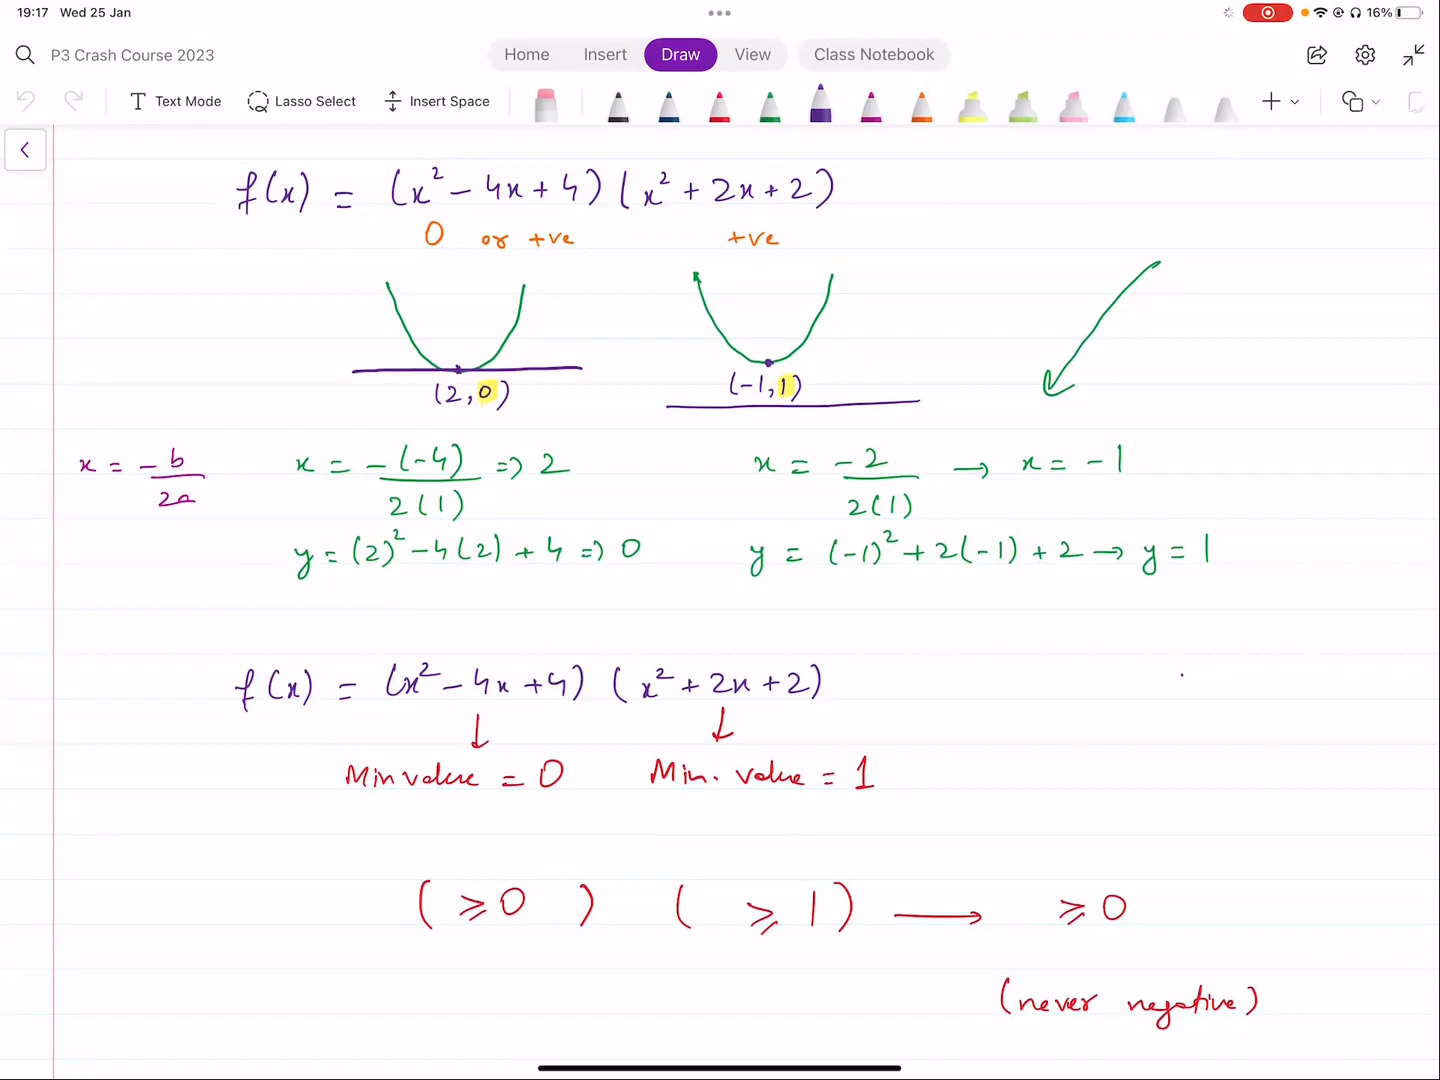 19:17 Wed 25 Jan
16%
P3 Crash Course 2023
Home Insert Draw View Class Notebook
Text Mode Lasso Select Insert Space
f(x) = (x² - 4x + 4) (x² + 2x + 2)
0 or +ve +ve
(2, 0) (-1, 1)
x = -b/2a x = -(-4)/2(1) => 2 x = -2/2(1) → x = -1
y = (2)² - 4(2) + 4 => 0 y = (-1)² + 2(-1) + 2 → y = 1
f(x) = (x² - 4x + 4) (x² + 2x + 2)
↓ ↓
Min value = 0 Min. value = 1
( ≥ 0 ) ( ≥ 1 ) → ≥ 0
(never negative)